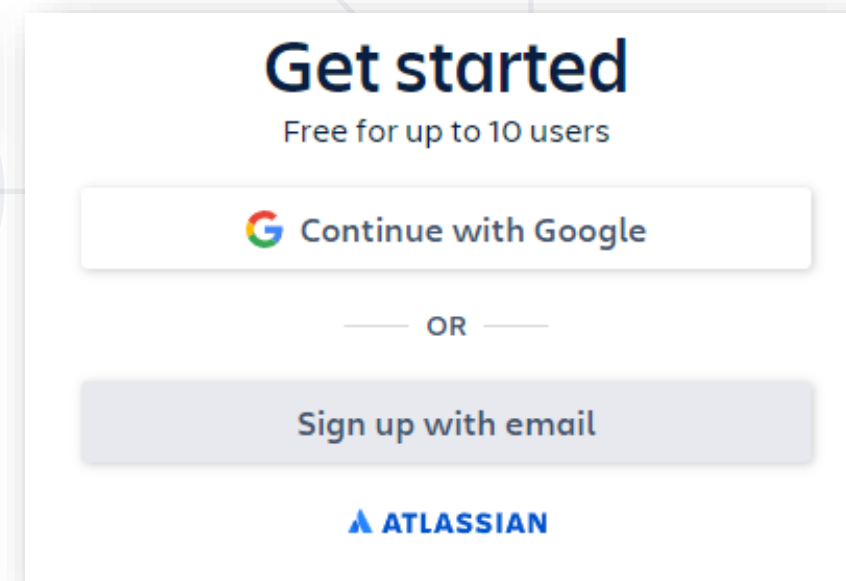 Get started
Free for up to 10 users
Continue with Google
OR
Sign up with email
ATLASSIAN